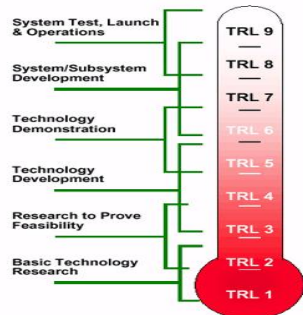 System Test, Launch
& Operations
System/Subsystem
Development
Technology
Demonstration
Technology
Development
Research to Prove
Feasibility
Basic Technology
Research
TRL 9
TRL 8
TRL 7
TRL 6
TRL 5
TRL 4
TRL 3
TRL 2
TRL 1